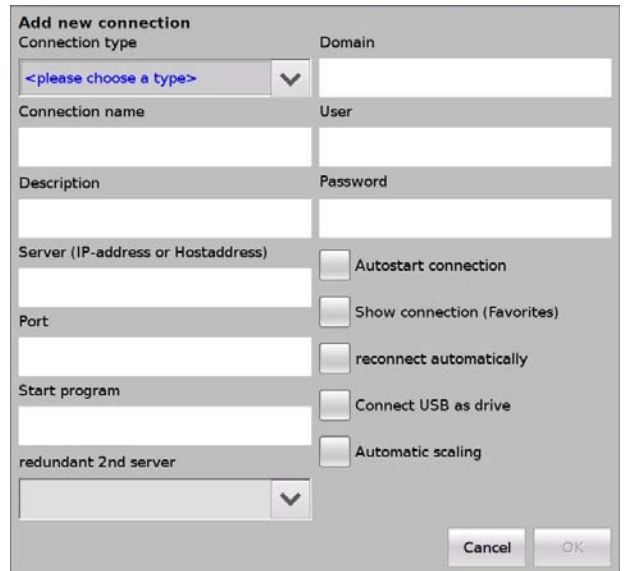 Add new connection
Connection type
<please choose a type>
Connection name
Description
Server (IP-address or Hostaddress)
Port
Start program
redundant 2nd server
Domain
User
Password
Autostart connection
Show connection (Favorites)
reconnect automatically
Connect USB as drive
Automatic scaling
Cancel
OK